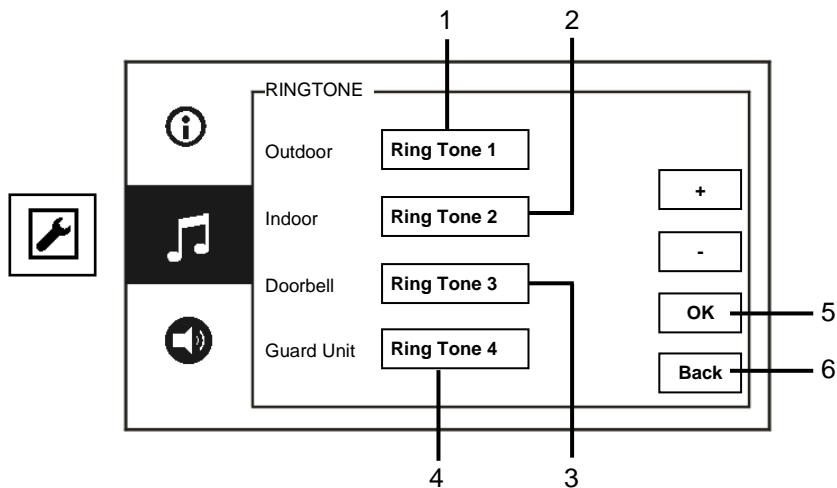 1 2
RINGTONE
Outdoor Ring Tone 1
Indoor Ring Tone 2
+
-
Doorbell Ring Tone 3
OK 5
Guard Unit Ring Tone 4
Back 6
4 3